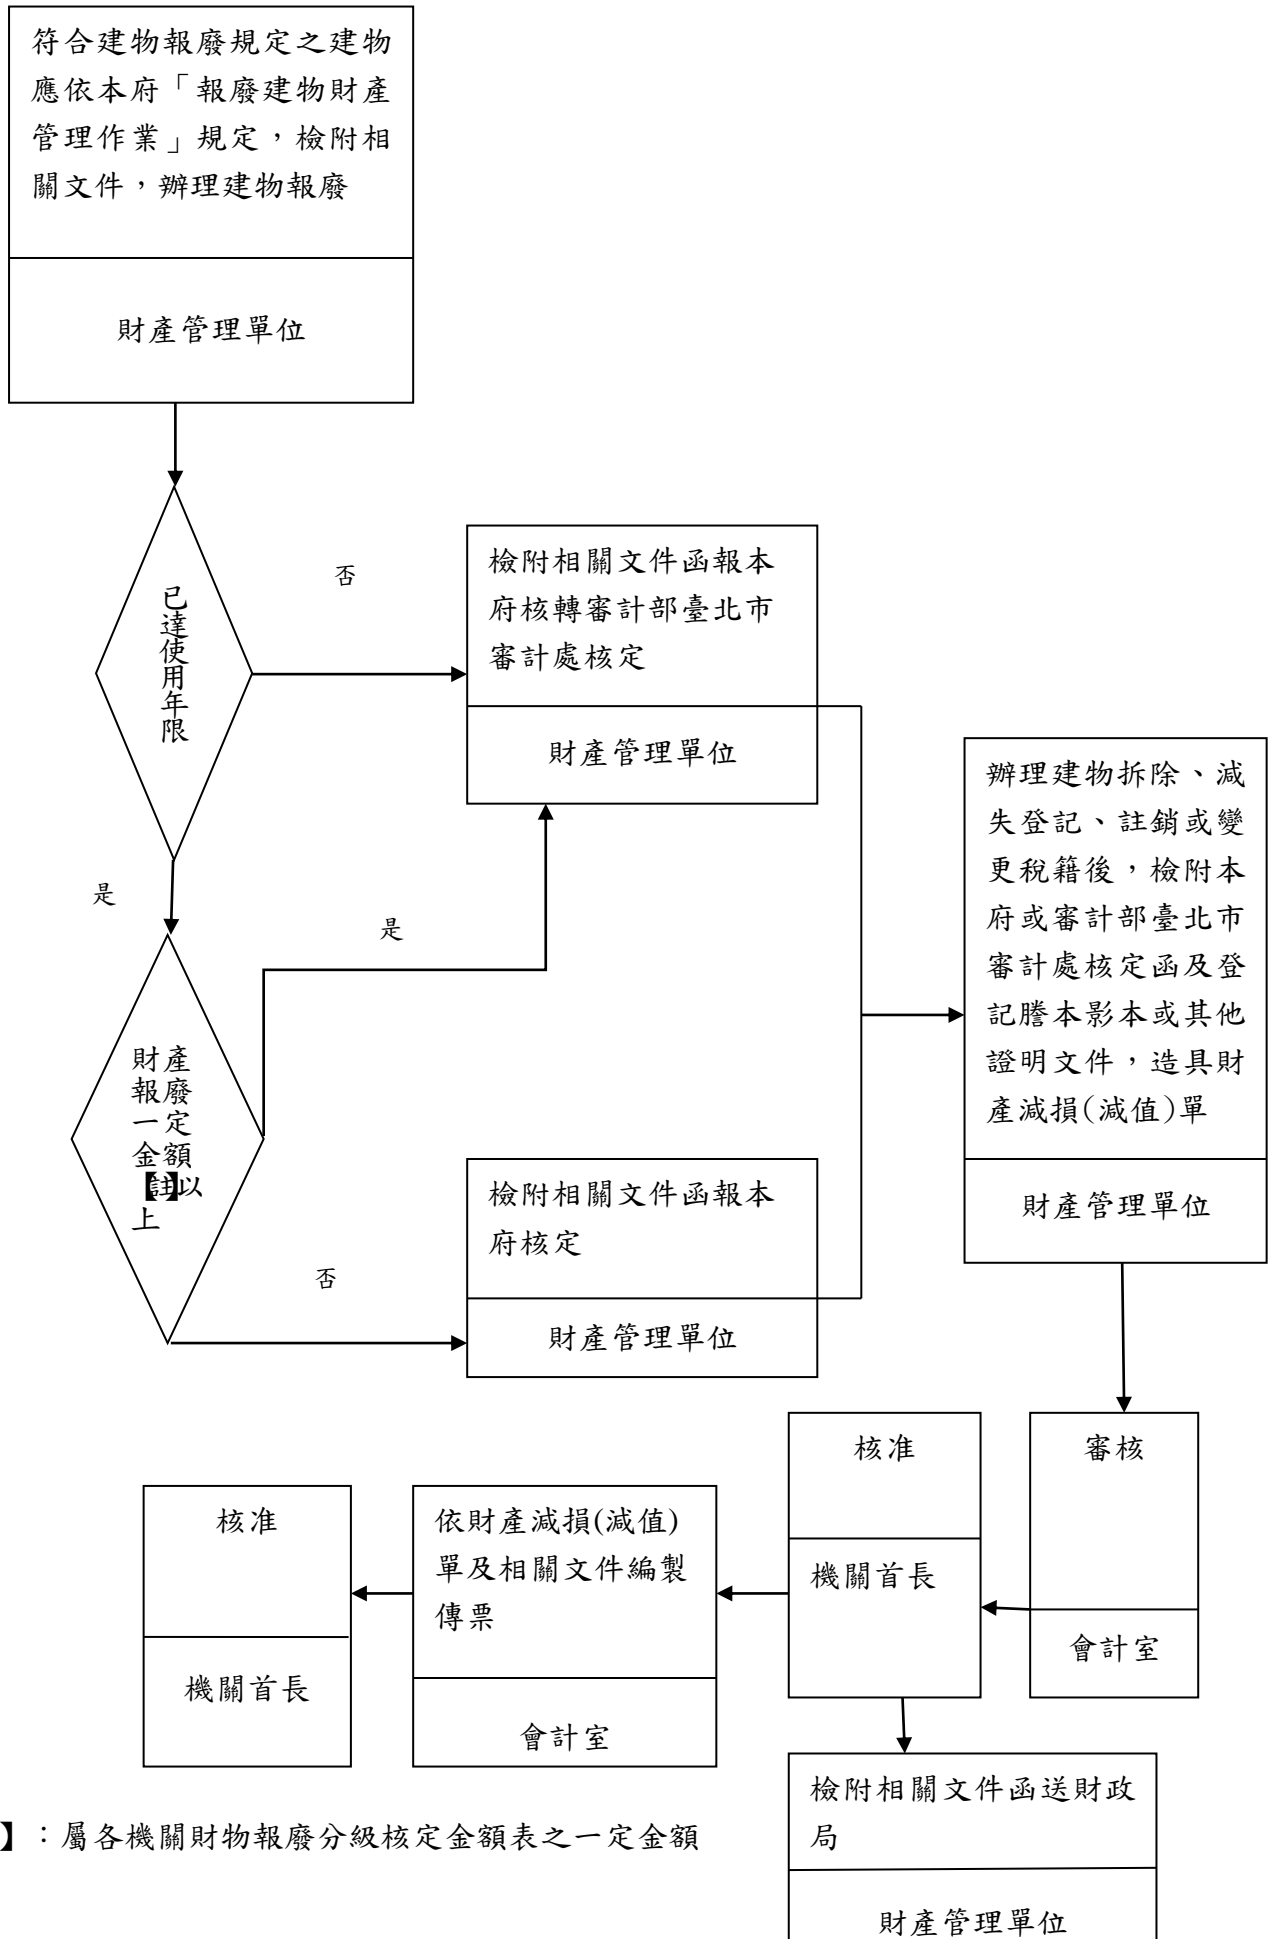 符合建物報廢規定之建物
應依本府「報廢建物財產
管理作業」規定，檢附相
關文件，辦理建物報廢
財產管理單位
已達使用年限
否
檢附相關文件函報本
府核轉審計部臺北市
審計處核定
財產管理單位
是
是
財產
報廢
一定
金額
【註】以
上
否
檢附相關文件函報本
府核定
財產管理單位
辦理建物拆除、滅
失登記、註銷或變
更稅籍後，檢附本
府或審計部臺北市
審計處核定函及登
記謄本影本或其他
證明文件，造具財
產減損(減值)單
財產管理單位
審核
會計室
核准
機關首長
依財產減損(減值)
單及相關文件編製
傳票
會計室
核准
機關首長
檢附相關文件函送財政
局
財產管理單位
】：屬各機關財物報廢分級核定金額表之一定金額